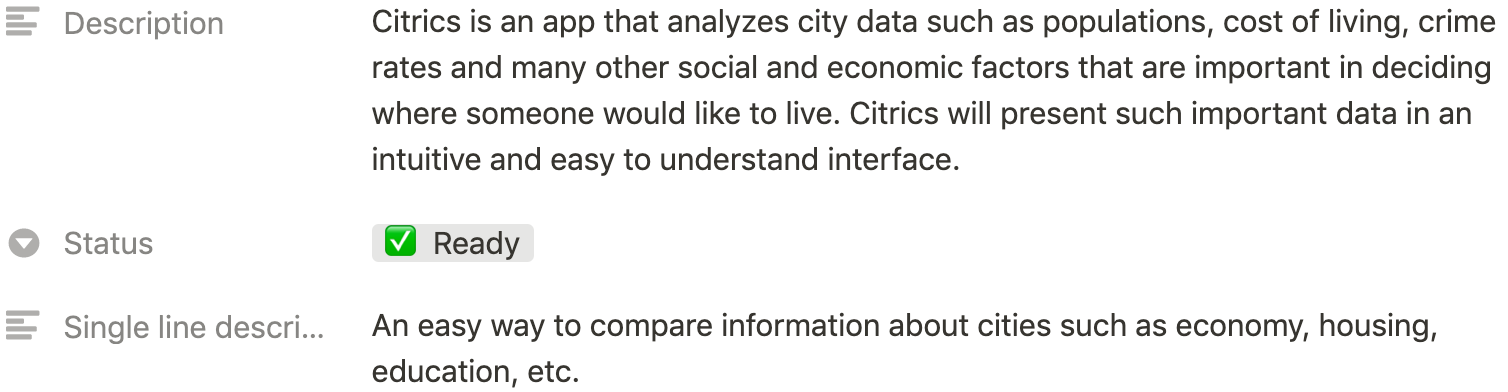 Description
Citrics is an app that analyzes city data such as populations, cost of living, crime
rates and many other social and economic factors that are important in deciding
where someone would like to live. Citrics will present such important data in an
intuitive and easy to understand interface.
Status
✅ Ready
Single line descri...
An easy way to compare information about cities such as economy, housing,
education, etc.